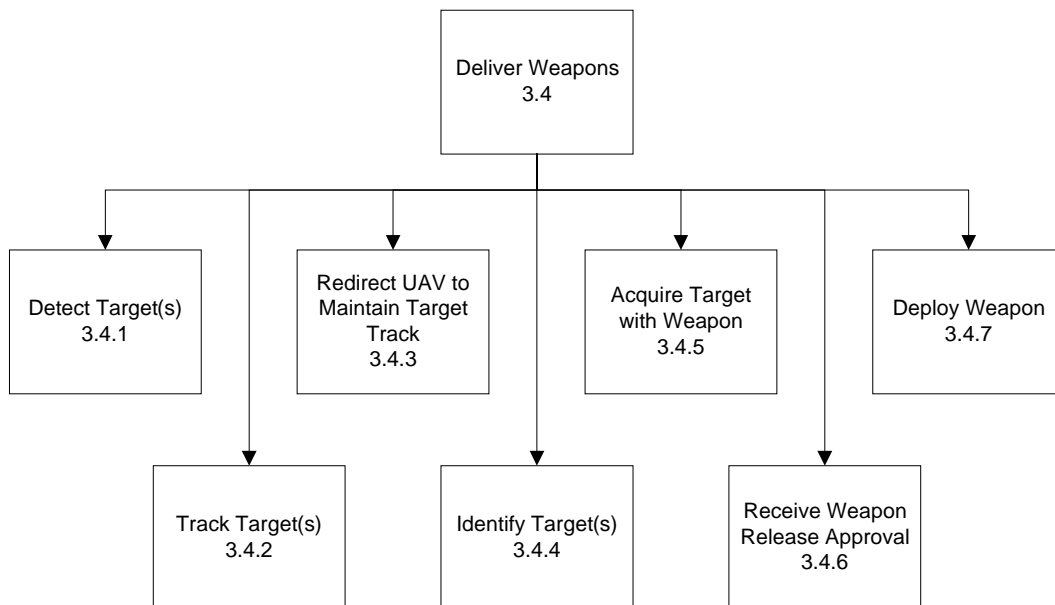 Deliver Weapons
3.4
Detect Target(s)
3.4.1
Redirect UAV to
Maintain Target
Track
3.4.3
Acquire Target
with Weapon
3.4.5
Deploy Weapon
3.4.7
Track Target(s)
3.4.2
Identify Target(s)
3.4.4
Receive Weapon
Release Approval
3.4.6